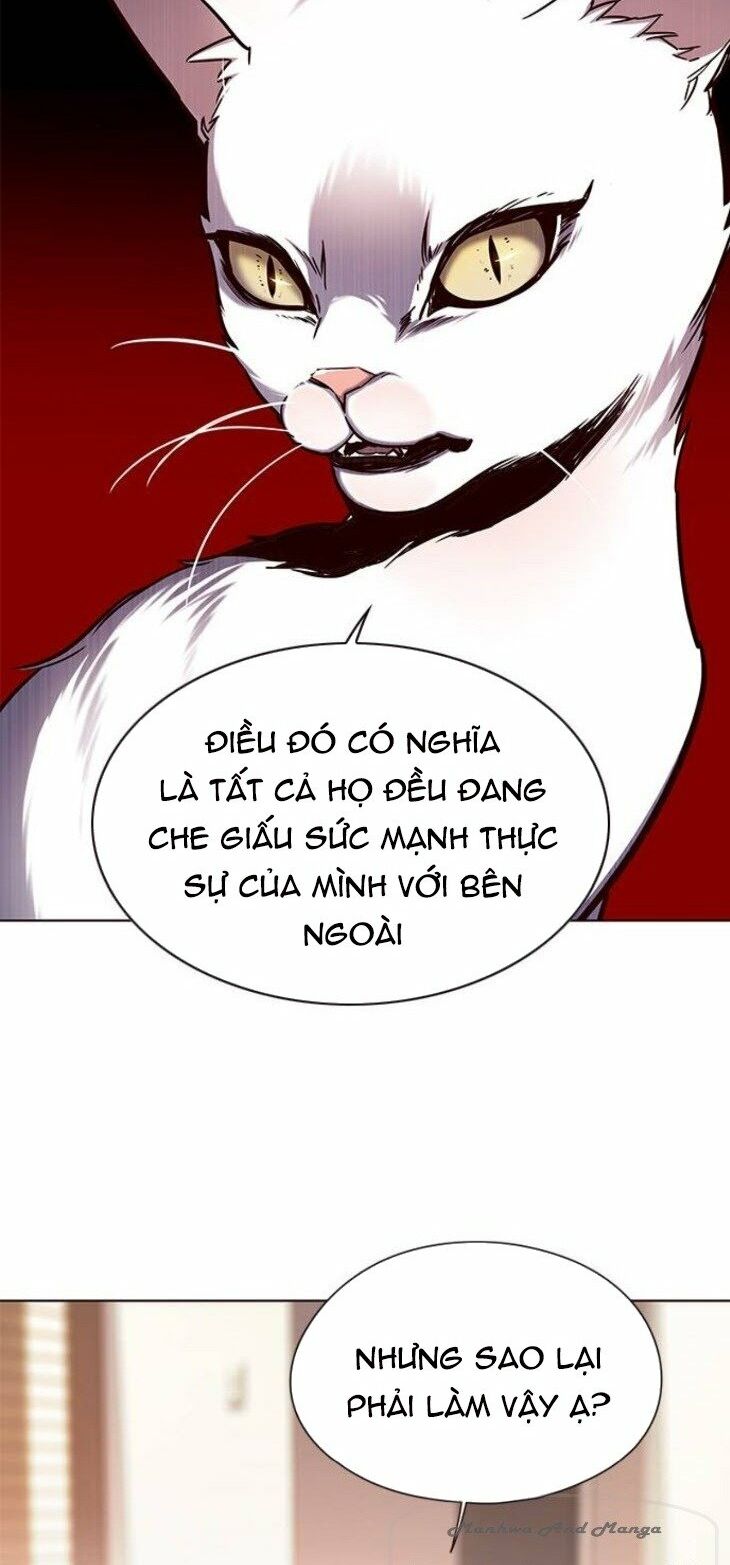 ĐIỀU ĐÓ CÓ NGHĨA
LÀ TẤT CẢ HỌ ĐỀU ĐANG
CHE GIẤU SỨC MẠNH THỰC
SỰ CỦA MÌNH VỚI BÊN
NGOÀI
NHƯNG SAO LẠI
PHẢI LÀM VẬY Ạ?
Manhwa And Manga